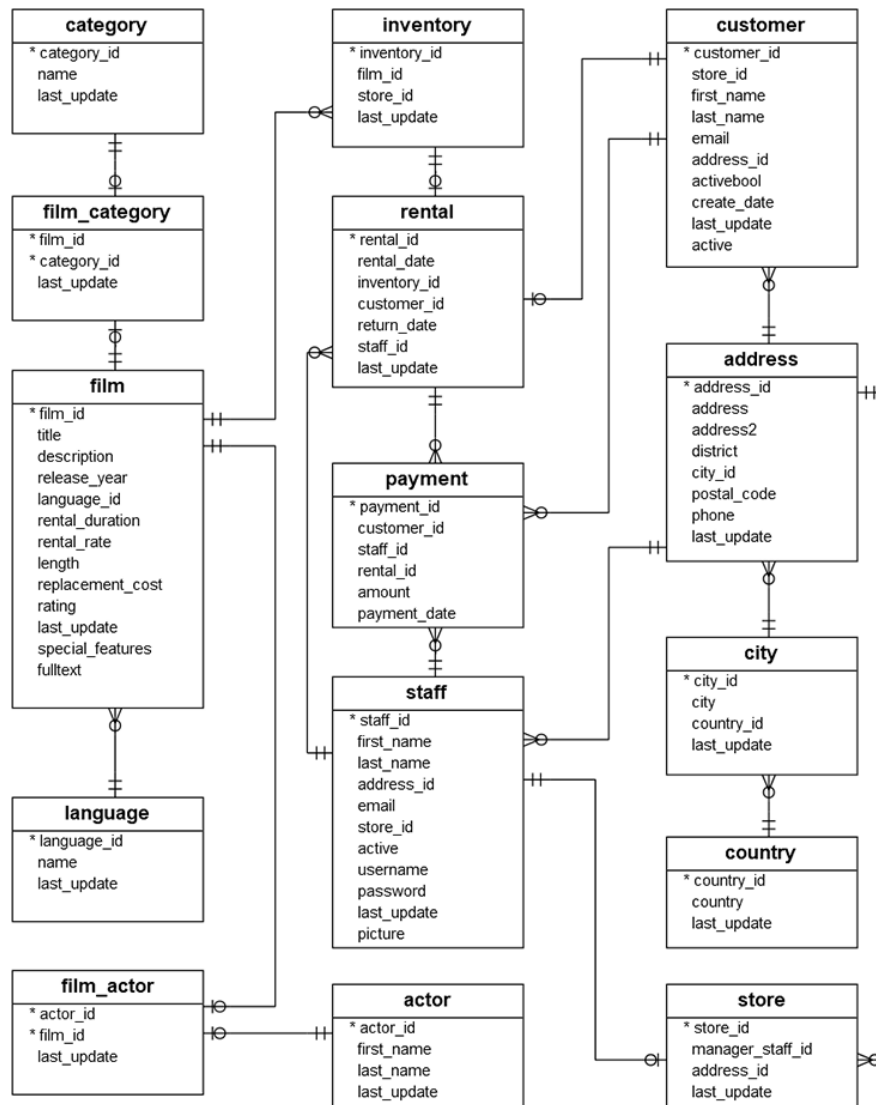 category
* category_id
name
last_update
film_category
* film_id
* category_id
last_update
film
* film_id
title
description
release_year
language_id
rental_duration
rental_rate
length
replacement_cost
rating
last_update
special_features
fulltext
language
* language_id
name
last_update
film_actor
* actor_id
* film_id
last_update
inventory
* inventory_id
film_id
store_id
last_update
rental
* rental_id
rental_date
inventory_id
customer_id
return_date
staff_id
last_update
payment
* payment_id
customer_id
staff_id
rental_id
amount
payment_date
staff
* staff_id
first_name
last_name
address_id
email
store_id
active
username
password
last_update
picture
actor
* actor_id
first_name
last_name
last_update
customer
* customer_id
store_id
first_name
last_name
email
address_id
activebool
create_date
last_update
active
address
* address_id
address
address2
district
city_id
postal_code
phone
last_update
city
* city_id
city
country_id
last_update
country
* country_id
country
last_update
store
* store_id
manager_staff_id
address_id
last_update